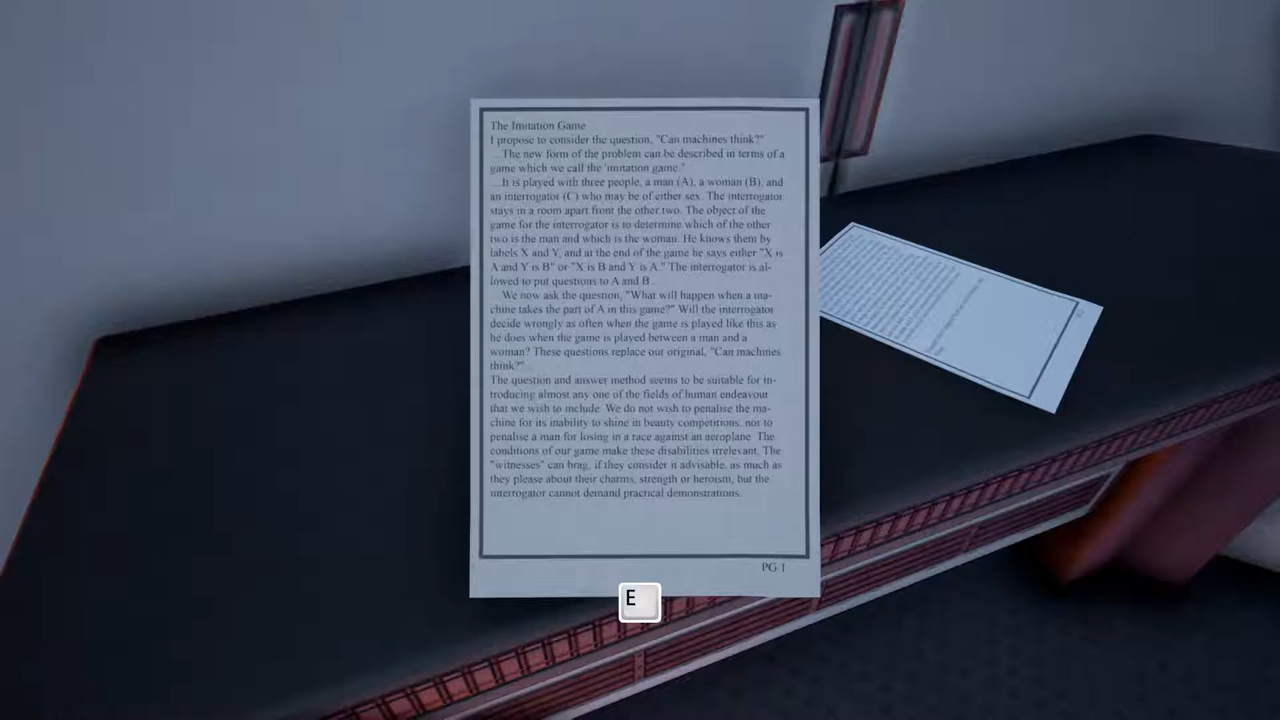 The Imitation Game
I propose to consider the question, "Can machines think?"
...The new form of the problem can be described in terms of a
game which we call the 'imitation game."
...It is played with three people, a man (A), a woman (B), and
an interrogator (C) who may be of either sex. The interrogator
stays in a room apart front the other two. The object of the
game for the interrogator is to determine which of the other
two is the man and which is the woman. He knows them by
labels X and Y, and at the end of the game he says either "X is
A and Y is B" or "X is B and Y is A." The interrogator is al-
lowed to put questions to A and B...
...We now ask the question, "What will happen when a ma-
chine takes the part of A in this game?" Will the interrogator
decide wrongly as often when the game is played like this as
he does when the game is played between a man and a
woman? These questions replace our original, "Can machines
think?"
The question and answer method seems to be suitable for in-
troducing almost any one of the fields of human endeavour
that we wish to include. We do not wish to penalise the ma-
chine for its inability to shine in beauty competitions, nor to
penalise a man for losing in a race against an aeroplane. The
conditions of our game make these disabilities irrelevant. The
"witnesses" can brag, if they consider it advisable, as much as
they please about their charms, strength or heroism, but the
interrogator cannot demand practical demonstrations.
PG 1
E